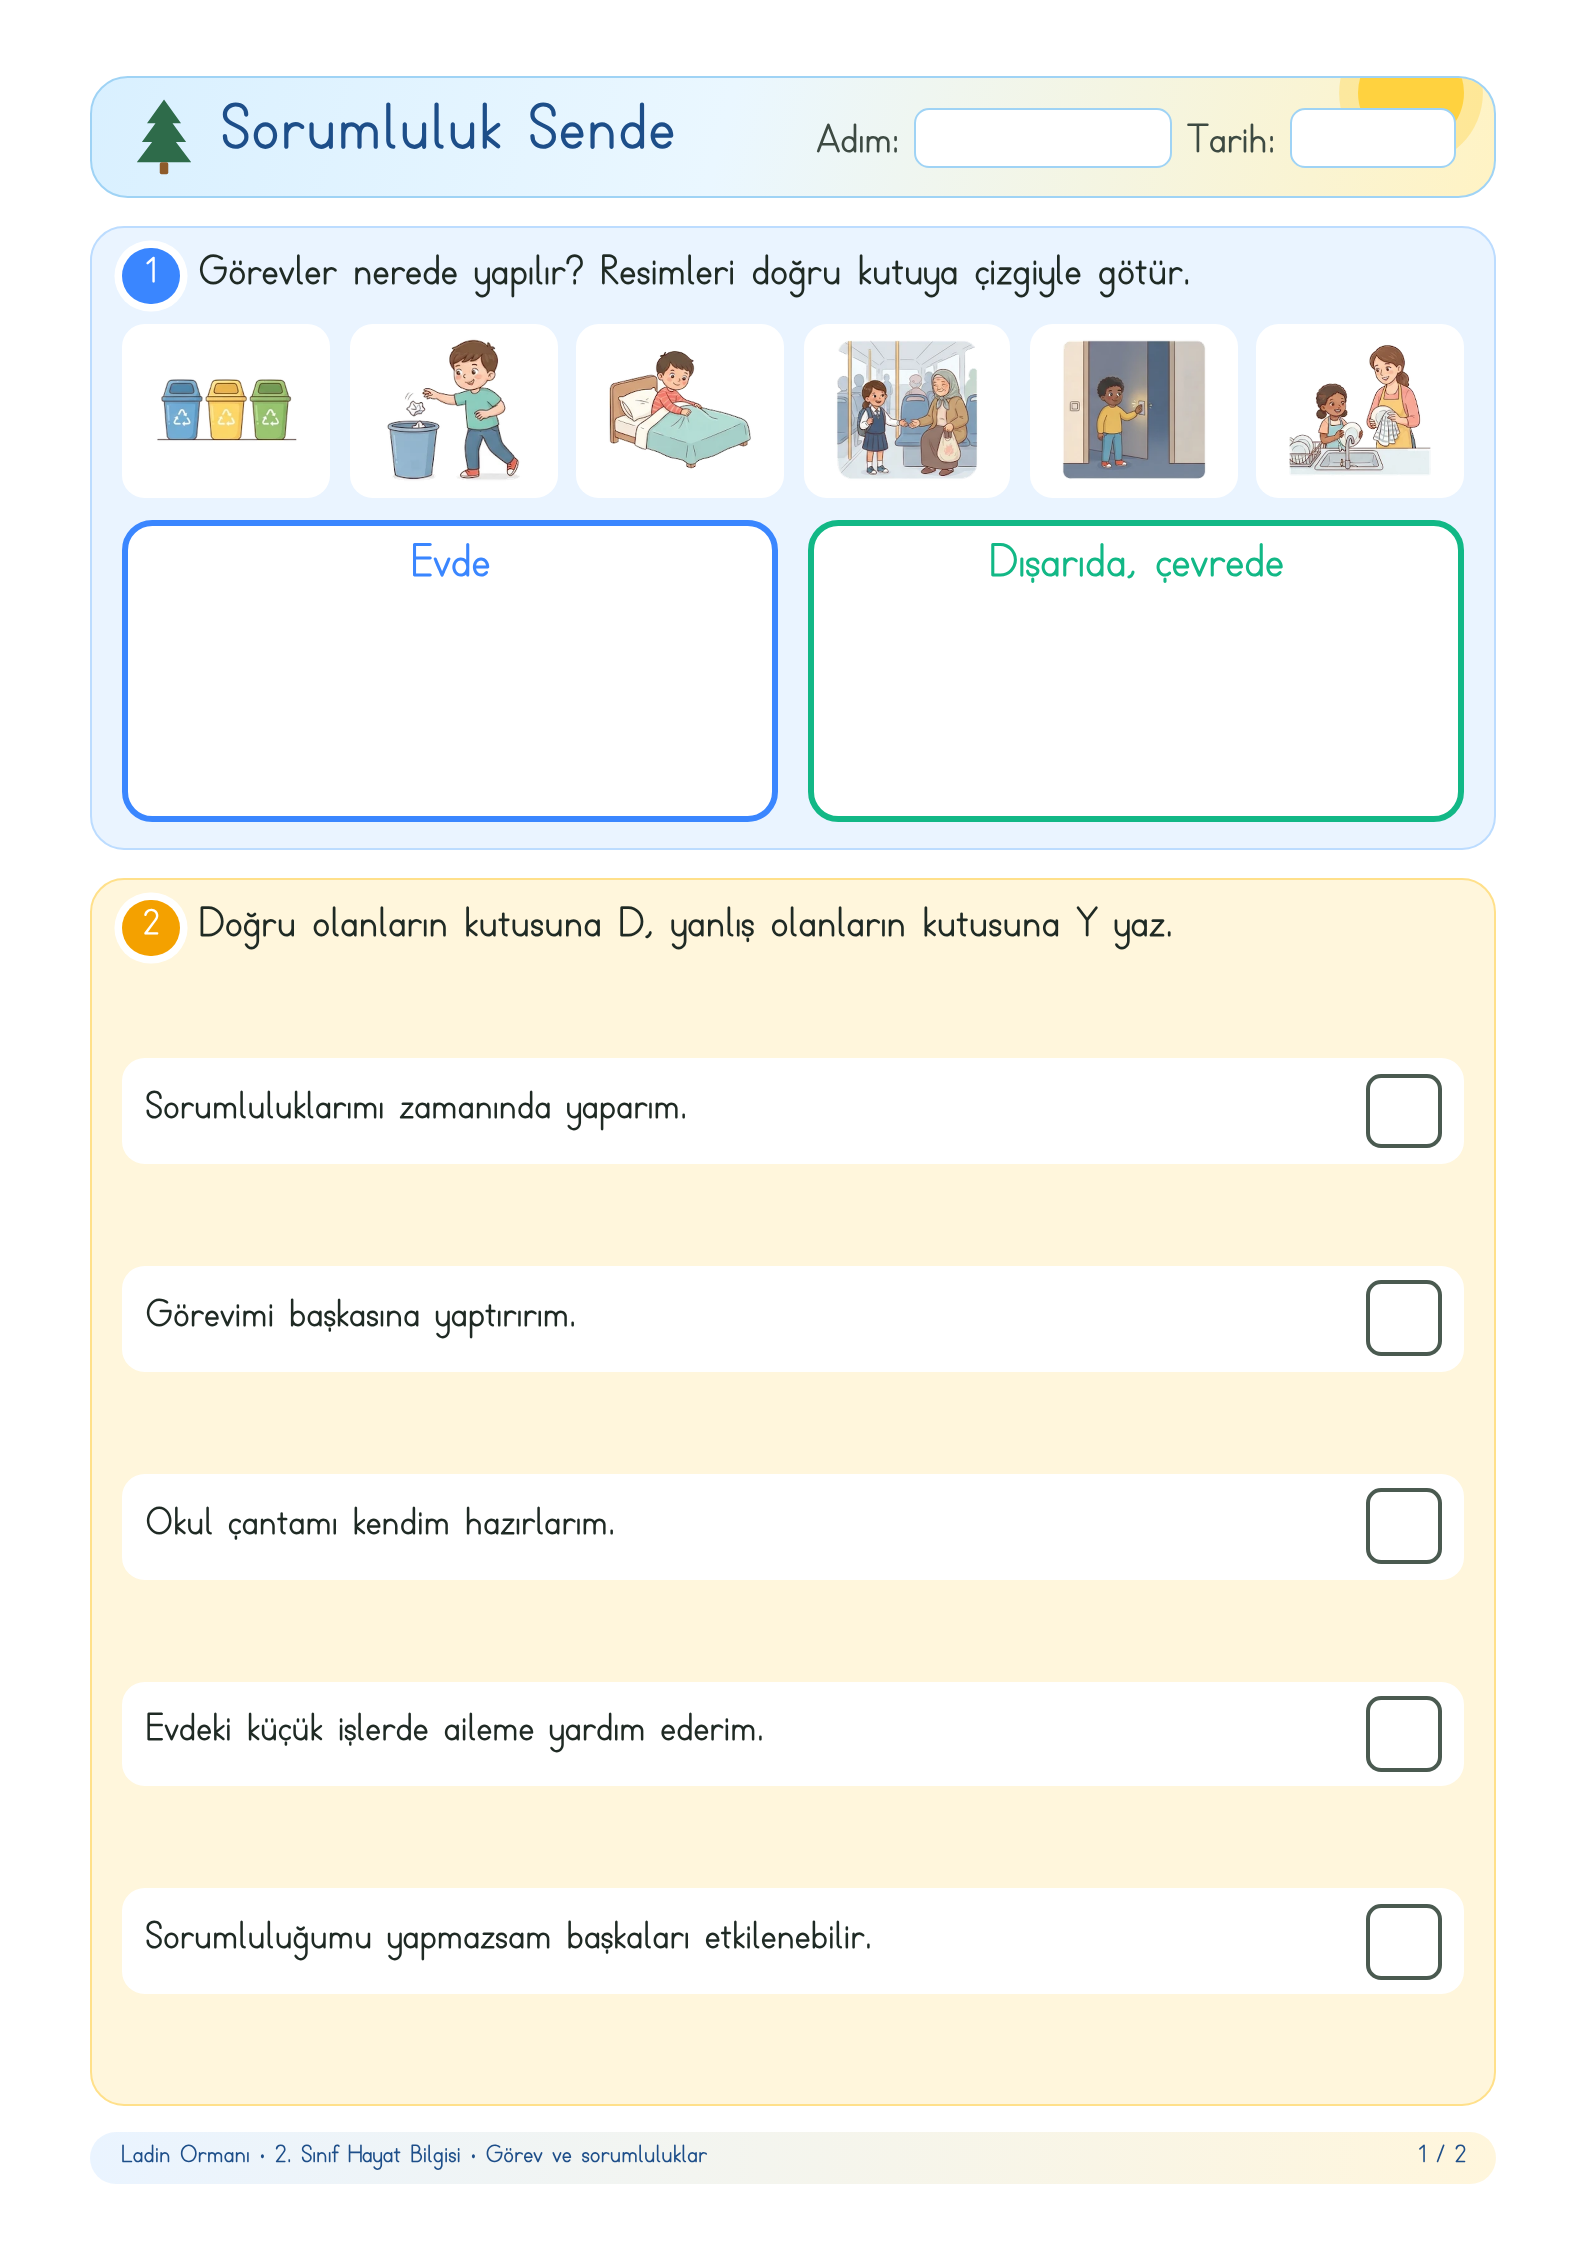 Sorumluluk Sende
Adım:
Tarih:
1 Görevler nerede yapılır? Resimleri doğru kutuya çizgiyle götür.
Evde
Dışarıda, çevrede
2 Doğru olanların kutusuna D, yanlış olanların kutusuna Y yaz.
Sorumluluklarımı zamanında yaparım.
Görevimi başkasına yaptırırım.
Okul çantamı kendim hazırlarım.
Evdeki küçük işlerde aileme yardım ederim.
Sorumluluğumu yapmazsam başkaları etkilenebilir.
Ladin Ormanı • 2. Sınıf Hayat Bilgisi • Görev ve sorumluluklar
1 / 2